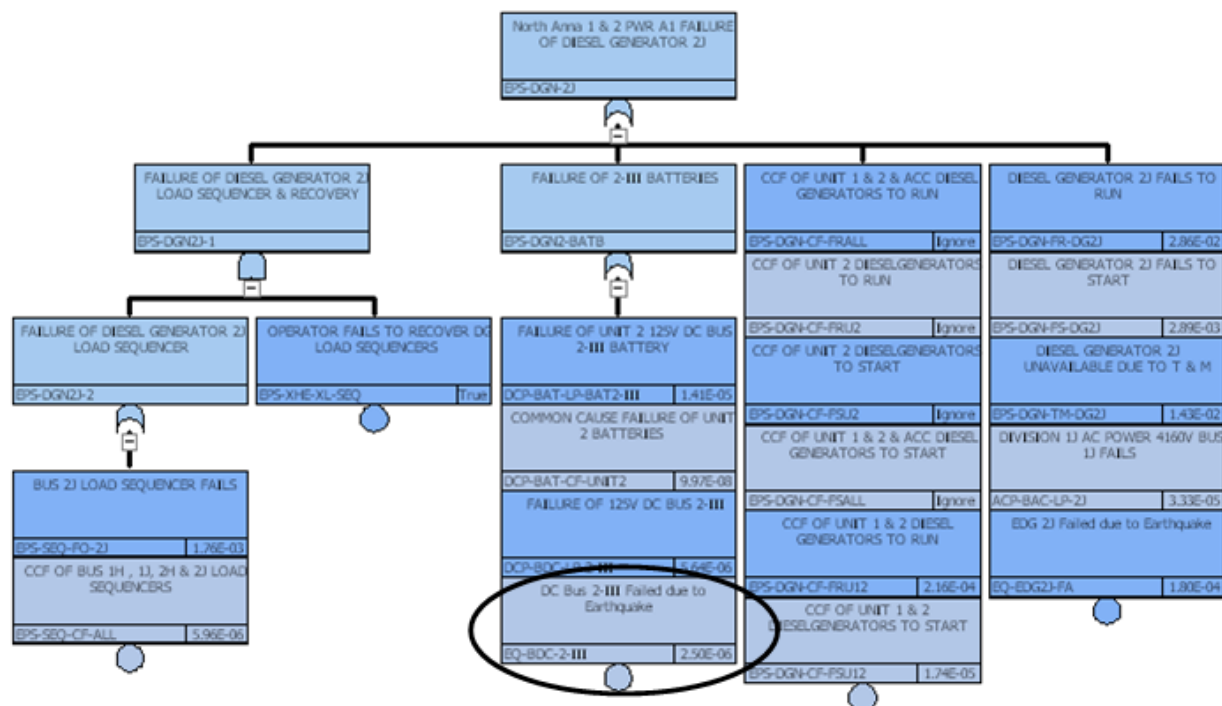 North Anna 1 & 2 PWR A1 FAILURE
OF DIESEL GENERATOR 2J
EPS-DGN-2J
FAILURE OF DIESEL GENERATOR 2J
LOAD SEQUENCER & RECOVERY
EPS-DGN2J-1
FAILURE OF DIESEL GENERATOR 2J
LOAD SEQUENCER
EPS-DGN2J-2
BUS 2J LOAD SEQUENCER FAILS
EPS-SEQ-FO-2J 1.76E-03
CCF OF BUS 1H , 1J, 2H & 2J LOAD
SEQUENCERS
EPS-SEQ-CF-ALL 5.96E-06
OPERATOR FAILS TO RECOVER DG
LOAD SEQUENCERS
EPS-XHE-XL-SEQ True
FAILURE OF 2-III BATTERIES
EPS-DGN2-BATB
FAILURE OF UNIT 2 125V DC BUS
2-III BATTERY
DCP-BAT-LP-BAT2-III 1.41E-05
COMMON CAUSE FAILURE OF UNIT
2 BATTERIES
DCP-BAT-CF-UNIT2 9.97E-08
FAILURE OF 125V DC BUS 2-III
DCP-BDC-LP-2-III 5.64E-06
DC Bus 2-III Failed due to
Earthquake
EQ-BDC-2-III 2.50E-06
CCF OF UNIT 1 & 2 & ACC DIESEL
GENERATORS TO RUN
EPS-DGN-CF-FRALL Ignore
CCF OF UNIT 2 DIESELGENERATORS
TO RUN
EPS-DGN-CF-FRU2 Ignore
CCF OF UNIT 2 DIESELGENERATORS
TO START
EPS-DGN-CF-FSU2 Ignore
CCF OF UNIT 1 & 2 & ACC DIESEL
GENERATORS TO START
EPS-DGN-CF-FSALL Ignore
CCF OF UNIT 1 & 2 DIESEL
GENERATORS TO RUN
EPS-DGN-CF-FRU12 2.16E-04
CCF OF UNIT 1 & 2
DIESELGENERATORS TO START
EPS-DGN-CF-FSU12 1.74E-05
DIESEL GENERATOR 2J FAILS TO
RUN
EPS-DGN-FR-DG2J 2.86E-02
DIESEL GENERATOR 2J FAILS TO
START
EPS-DGN-FS-DG2J 2.89E-03
DIESEL GENERATOR 2J
UNAVAILABLE DUE TO T & M
EPS-DGN-TM-DG2J 1.43E-02
DIVISION 1J AC POWER 4160V BUS
1J FAILS
ACP-BAC-LP-2J 3.33E-05
EDG 2J Failed due to Earthquake
EQ-EDG2J-FA 1.80E-04